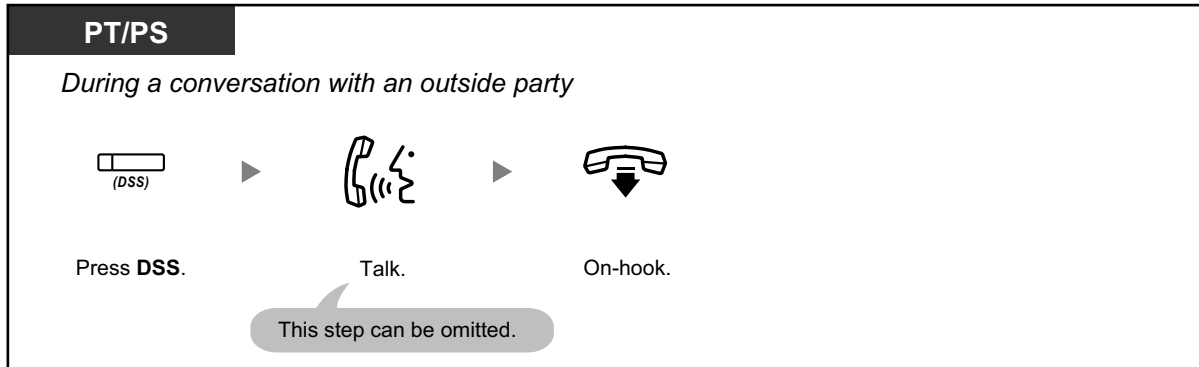 PT/PS
During a conversation with an outside party
(DSS)
Press DSS.
Talk.
On-hook.
This step can be omitted.